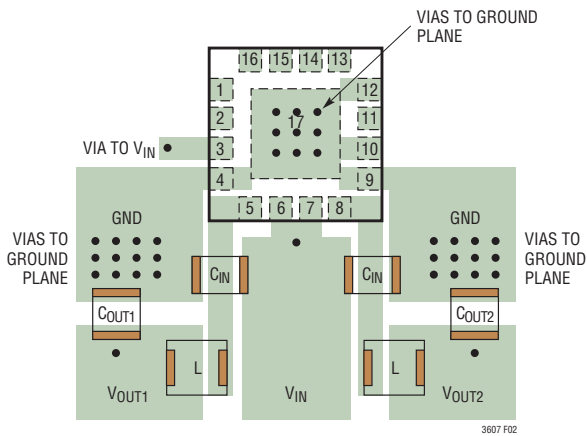 VIAS TO GROUND
PLANE
16 15 14 13
1
12
2
11
17
VIA TO VIN
3
10
4
9
5 6 7 8
GND
GND
VIAS TO
GROUND
PLANE
VIAS TO
GROUND
PLANE
CIN
CIN
COUT1
COUT2
L
L
VOUT1
VIN
VOUT2
3607 F02